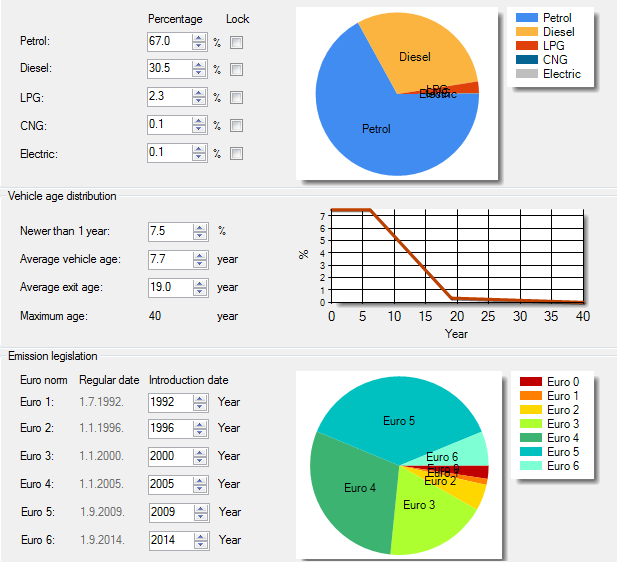 Percentage Lock
Petrol: 67.0 %
Diesel: 30.5 %
LPG: 2.3 %
CNG: 0.1 %
Electric: 0.1 %
Diesel
LPG
Electric
Petrol
Petrol
Diesel
LPG
CNG
Electric
Vehicle age distribution
Newer than 1 year: 7.5 %
Average vehicle age: 7.7 year
Average exit age: 19.0 year
Maximum age: 40 year
%
7
6
5
4
3
2
1
0
0 5 10 15 20 25 30 35 40
Year
Emission legislation
Euro norm Regular date Introduction date
Euro 1: 1.7.1992. 1992 Year
Euro 2: 1.1.1996. 1996 Year
Euro 3: 1.1.2000. 2000 Year
Euro 4: 1.1.2005. 2005 Year
Euro 5: 1.9.2009. 2009 Year
Euro 6: 1.9.2014. 2014 Year
Euro 5
Euro 6
Euro 2
Euro 4
Euro 3
Euro 0
Euro 1
Euro 2
Euro 3
Euro 4
Euro 5
Euro 6